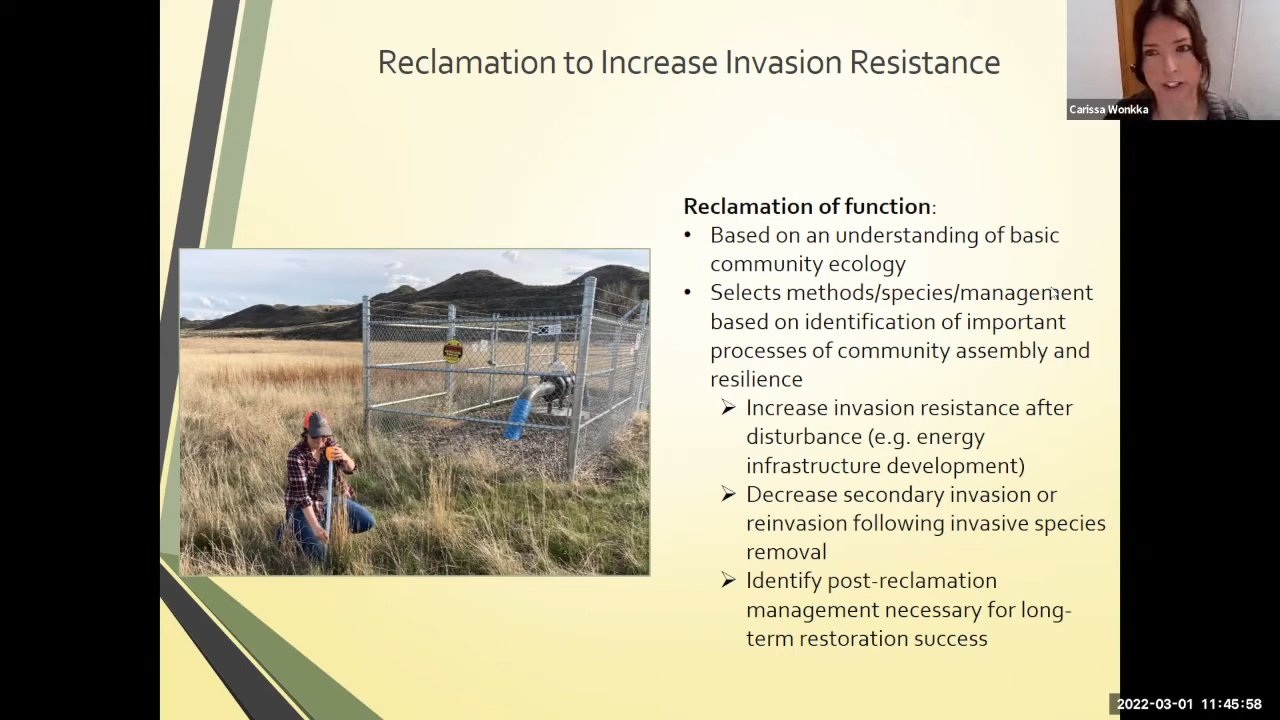 Reclamation to Increase Invasion Resistance
Carissa Wonkka
Reclamation of function:
• Based on an understanding of basic
community ecology
• Selects methods/species/management
based on identification of important
processes of community assembly and
resilience
➢ Increase invasion resistance after
disturbance (e.g. energy
infrastructure development)
➢ Decrease secondary invasion or
reinvasion following invasive species
removal
➢ Identify post-reclamation
management necessary for long-
term restoration success
2022-03-01 11:45:58